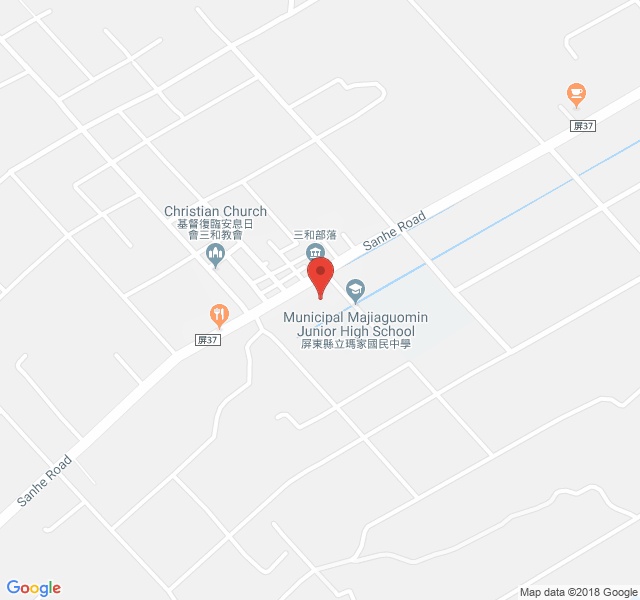 屏37
Sanhe Road
Christian Church
基督復臨安息日
會三和教會
三和部落
Municipal Majiaguomin
Junior High School
屏東縣立瑪家國民中學
屏37
Sanhe Road
Google
Map data ©2018 Google